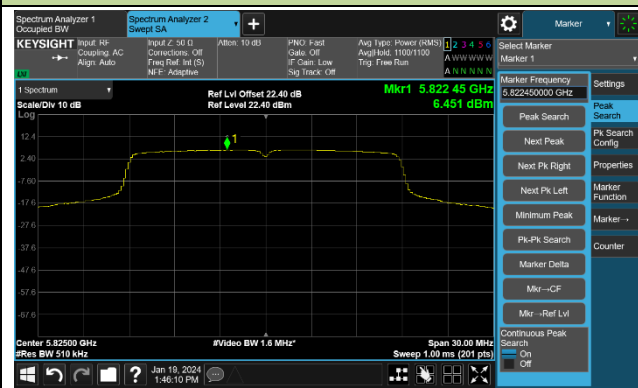 Spectrum Analyzer 1
Occupied BW
Spectrum Analyzer 2
Swept SA
Marker
KEYSIGHT
Input: RF
Coupling: AC
Align: Auto
Input Z: 50 Ω
Corrections: Off
Freq Ref: Int (S)
NFE: Adaptive
Atten: 10 dB
PNO: Fast
Gate: Off
IF Gain: Low
Sig Track: Off
Avg Type: Power (RMS)
Avg|Hold: 1100/1100
Trig: Free Run
1 2 3 4 5 6
A W W W W W
A N N N N N
LXI
1 Spectrum
Scale/Div 10 dB
Log
Ref Lvl Offset 22.40 dB
Ref Level 22.40 dBm
Mkr1 5.822 45 GHz
6.451 dBm
12.4
2.40
-7.60
-17.6
-27.6
-37.6
-47.6
-57.6
-67.6
1
Center 5.82500 GHz
#Res BW 510 kHz
#Video BW 1.6 MHz*
Span 30.00 MHz
Sweep 1.00 ms (201 pts)
Select Marker
Marker 1
Marker Frequency
5.822450000 GHz
Peak Search
Next Peak
Next Pk Right
Next Pk Left
Minimum Peak
Pk-Pk Search
Marker Delta
Mkr→CF
Mkr→Ref Lvl
Continuous Peak
Search
On
Off
Settings
Peak
Search
Pk Search
Config
Properties
Marker
Function
Marker→
Counter
Jan 19, 2024
1:46:10 PM